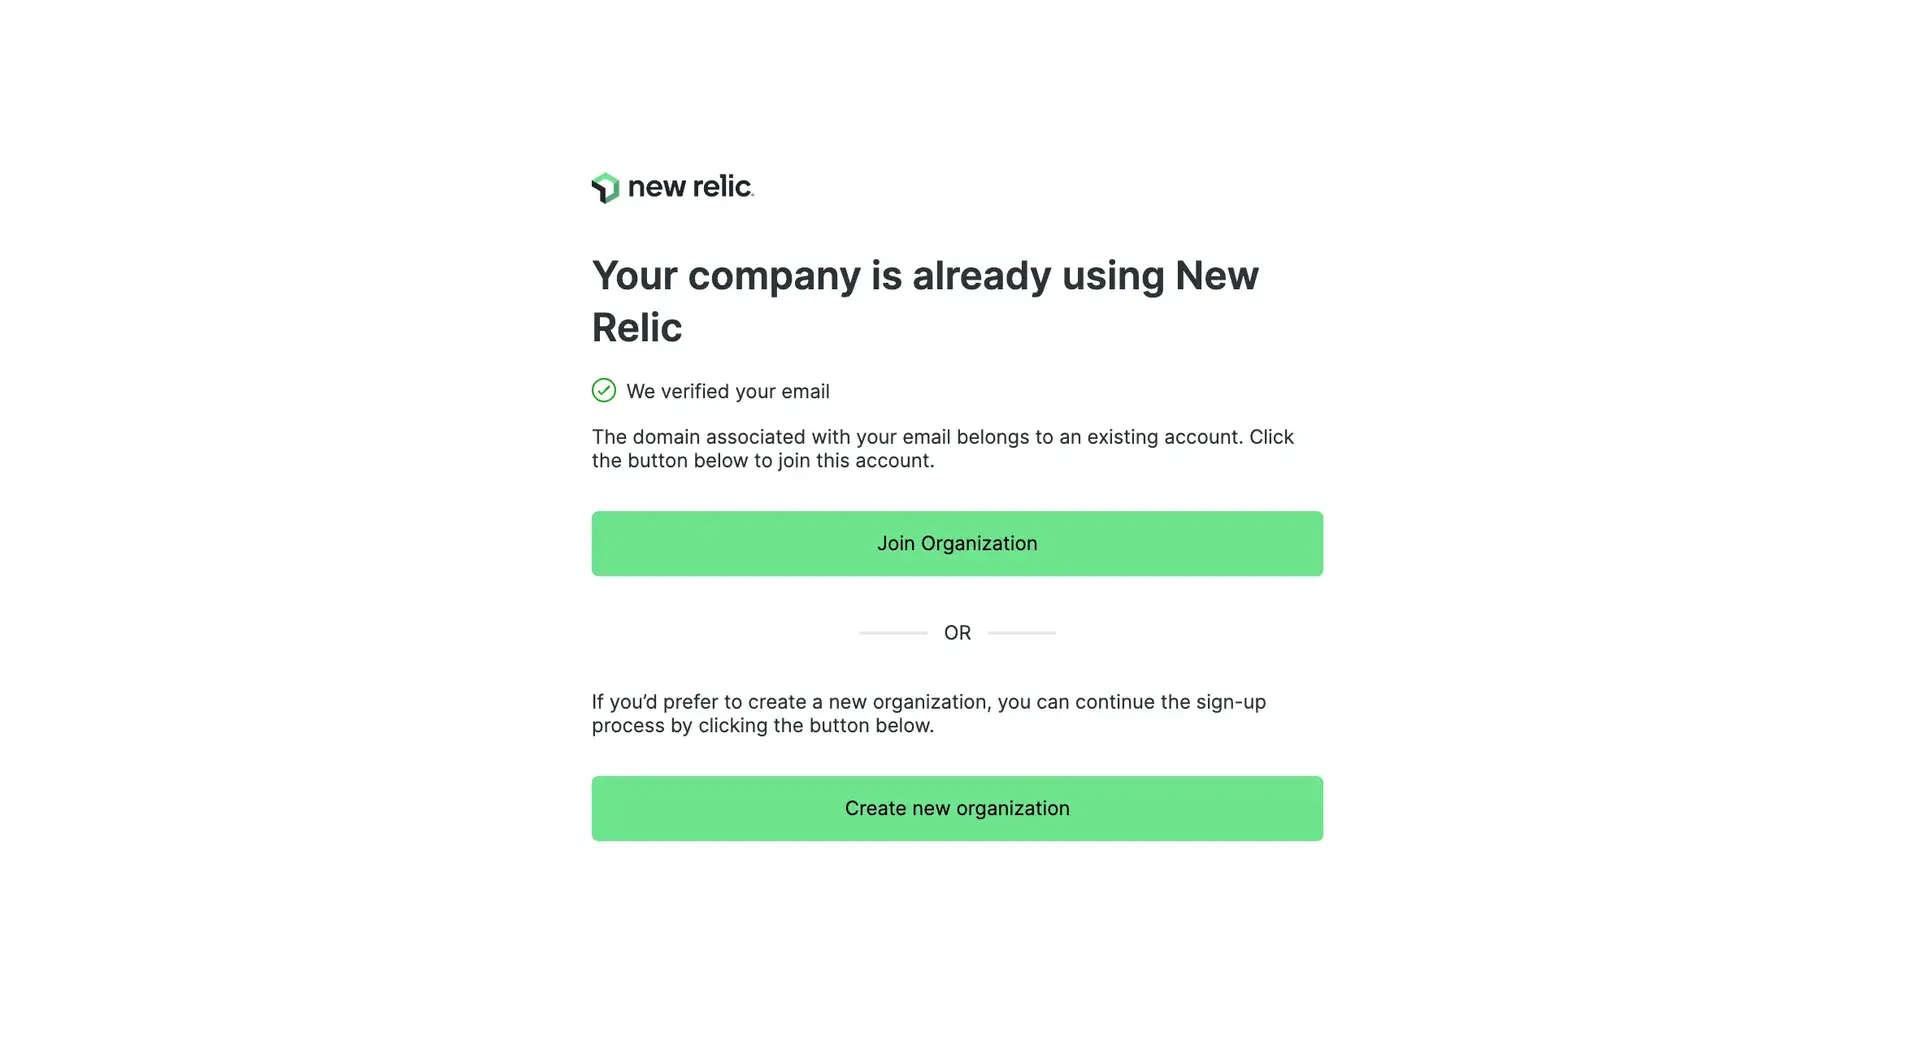 new relic.
Your company is already using New
Relic
We verified your email
The domain associated with your email belongs to an existing account. Click
the button below to join this account.
Join Organization
OR
If you’d prefer to create a new organization, you can continue the sign-up
process by clicking the button below.
Create new organization